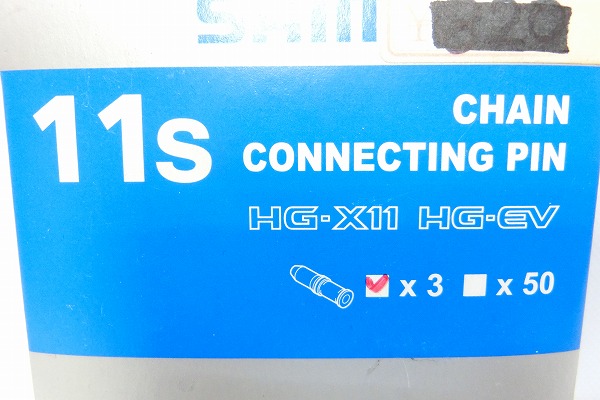 11s
CHAIN
CONNECTING PIN
HG-X11 HG-EV
x 3 x 50